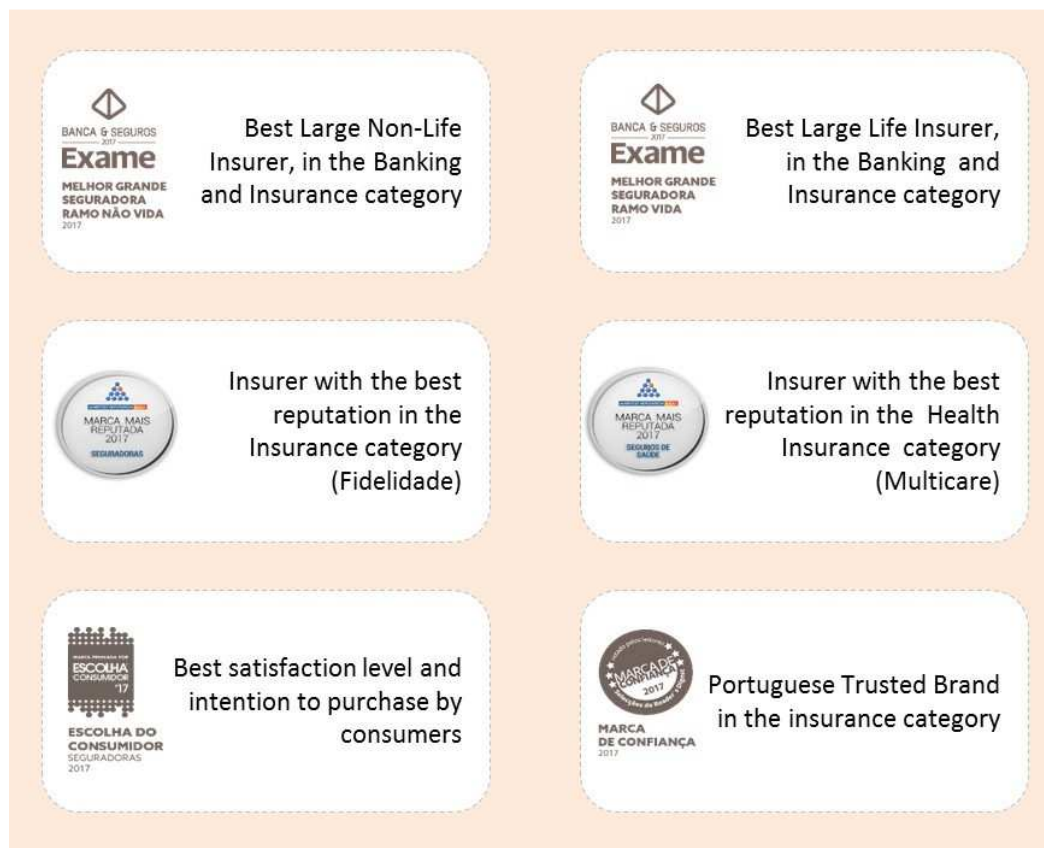 BANCA & SEGUROS
2017
Exame
MELHOR GRANDE
SEGURADORA
RAMO NÃO VIDA
2017
Best Large Non-Life
Insurer, in the Banking
and Insurance category
BANCA & SEGUROS
2017
Exame
MELHOR GRANDE
SEGURADORA
RAMO VIDA
2017
Best Large Life Insurer,
in the Banking and
Insurance category
MARCA MAIS
REPUTADA
2017
SEGURADORAS
Insurer with the best
reputation in the
Insurance category
(Fidelidade)
MARCA MAIS
REPUTADA
2017
SEGUROS DE
SAÚDE
Insurer with the best
reputation in the Health
Insurance category
(Multicare)
ESCOLHA
CONSUMIDOR
'17
ESCOLHA DO
CONSUMIDOR
SEGURADORAS
2017
Best satisfaction level and
intention to purchase by
consumers
MARCA DE
CONFIANÇA
2017
MARCA
DE CONFIANÇA
2017
Portuguese Trusted Brand
in the insurance category